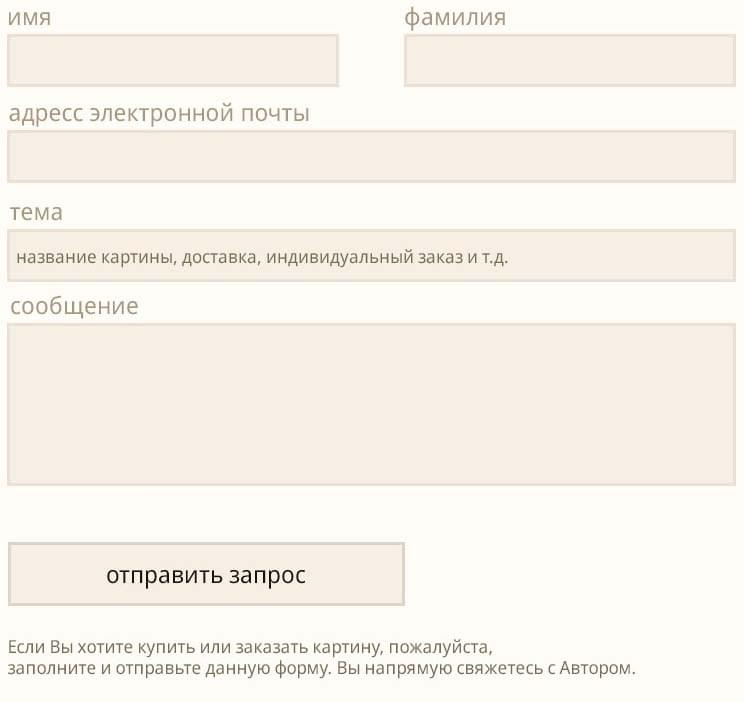 имя
фамилия
адресс электронной почты
тема
название картины, доставка, индивидуальный заказ и т.д.
сообщение
отправить запрос
Если Вы хотите купить или заказать картину, пожалуйста,
заполните и отправьте данную форму. Вы напрямую свяжетесь с Автором.